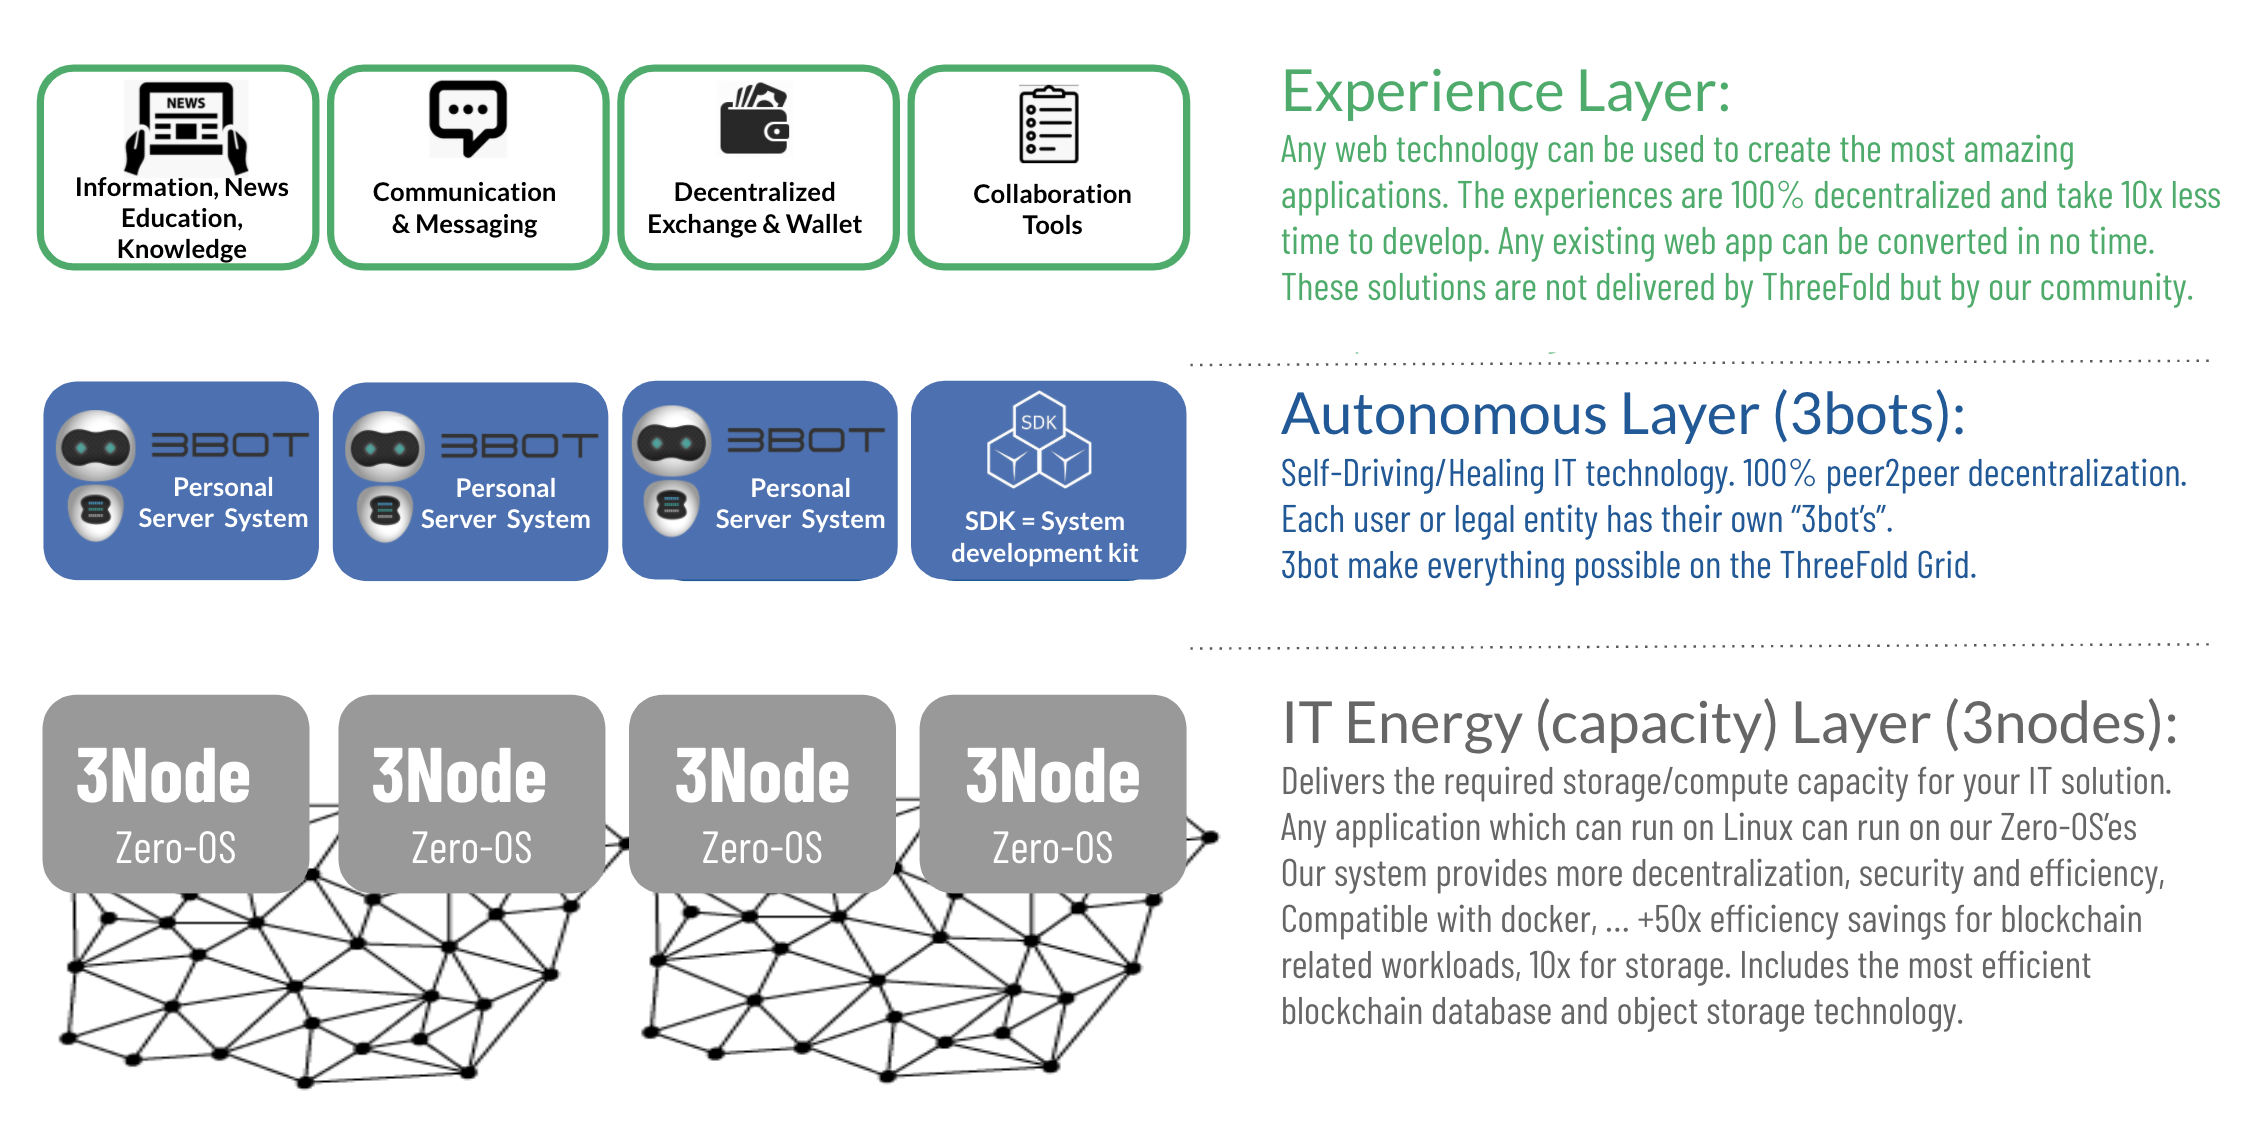 NEWS
Information, News
Education,
Knowledge
Communication
& Messaging
Decentralized
Exchange & Wallet
Collaboration
Tools
Experience Layer:
Any web technology can be used to create the most amazing
applications. The experiences are 100% decentralized and take 10x less
time to develop. Any existing web app can be converted in no time.
These solutions are not delivered by ThreeFold but by our community.
3BOT
Personal
Server System
3BOT
Personal
Server System
3BOT
Personal
Server System
SDK
SDK = System
development kit
Autonomous Layer (3bots):
Self-Driving/Healing IT technology. 100% peer2peer decentralization.
Each user or legal entity has their own “3bot’s”.
3bot make everything possible on the ThreeFold Grid.
3Node
Zero-OS
3Node
Zero-OS
3Node
Zero-OS
3Node
Zero-OS
IT Energy (capacity) Layer (3nodes):
Delivers the required storage/compute capacity for your IT solution.
Any application which can run on Linux can run on our Zero-OS’es
Our system provides more decentralization, security and efficiency,
Compatible with docker, ... +50x efficiency savings for blockchain
related workloads, 10x for storage. Includes the most efficient
blockchain database and object storage technology.